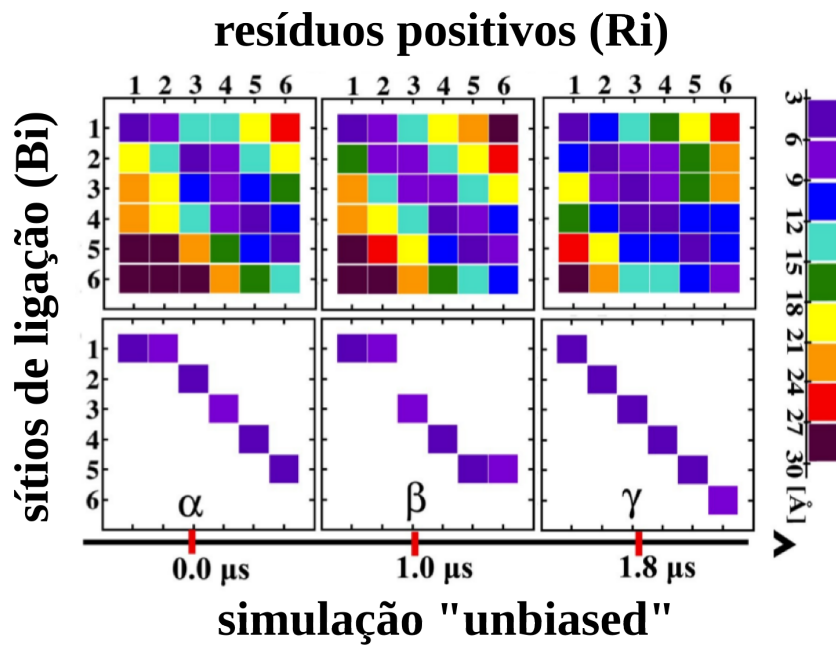 resíduos positivos (Ri)
1 2 3 4 5 6
1 2 3 4 5 6
1 2 3 4 5 6
sítios de ligação (Bi)
1
2
3
4
5
6
1
2
3
4
5
6
α
β
γ
3
6
9
12
15
18
21
24
27
30 [Å]
0.0 µs
1.0 µs
1.8 µs
simulação "unbiased"